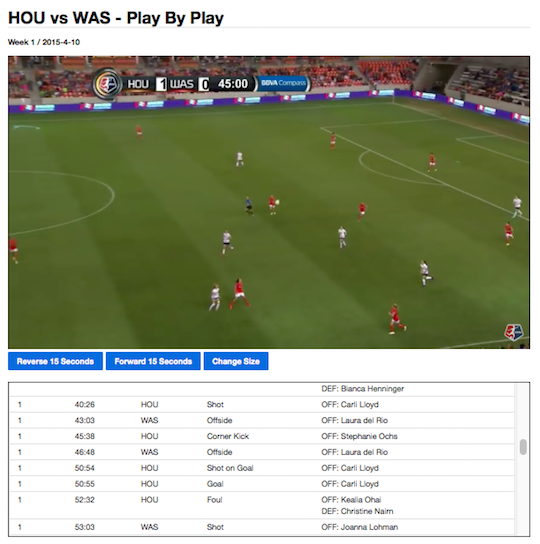 HOU vs WAS - Play By Play
Week 1 / 2015-4-10
HOU 1 WAS 0 45:00 BBVA Compass
Reverse 15 Seconds Forward 15 Seconds Change Size
DEF: Bianca Henninger
1 40:26 HOU Shot OFF: Carli Lloyd
1 43:03 WAS Offside OFF: Laura del Rio
1 45:38 HOU Corner Kick OFF: Stephanie Ochs
1 46:48 WAS Offside OFF: Laura del Rio
1 50:54 HOU Shot on Goal OFF: Carli Lloyd
1 50:55 HOU Goal OFF: Carli Lloyd
1 52:32 HOU Foul OFF: Kealia Ohai
DEF: Christine Nairn
1 53:03 WAS Shot OFF: Joanna Lohman